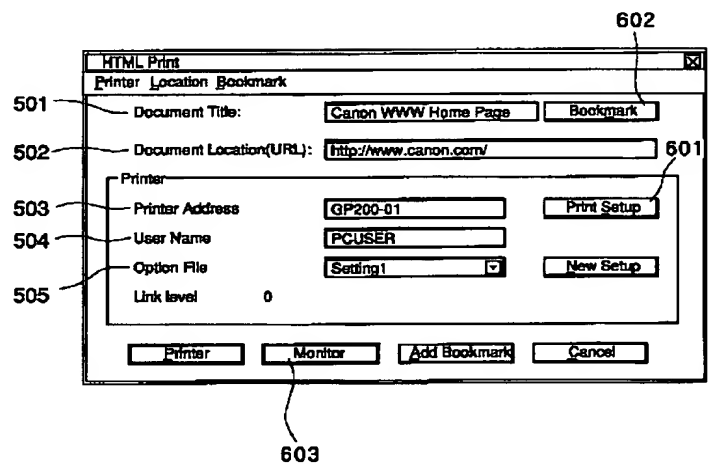 602
HTML Print
Printer Location Bookmark
501 Document Title: Canon WWW Home Page Bookmark
502 Document Location(URL): http://www.canon.com/ 601
Printer
503 Printer Address GP200-01 Print Setup
504 User Name PCUSER
505 Option File Setting1 New Setup
Link level 0
Printer Monitor Add Bookmark Cancel
603